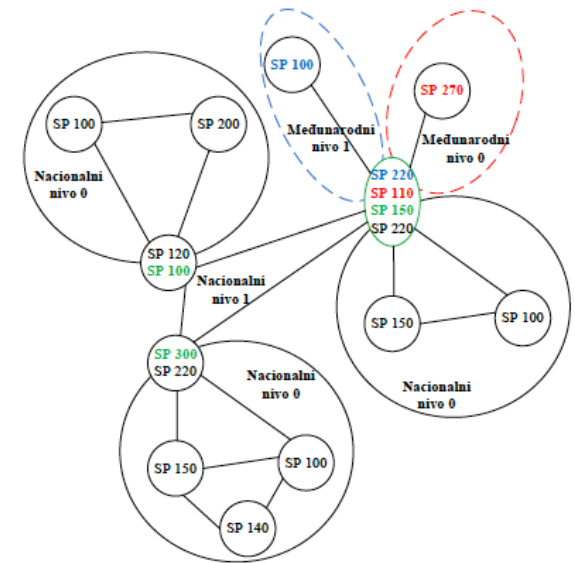 SP 100
SP 270
Međunarodni
nivo 1
Međunarodni
nivo 0
SP 100
SP 200
Nacionalni
nivo 0
SP 220
SP 110
SP 150
SP 220
SP 120
SP 100
Nacionalni
nivo 1
SP 150
SP 100
Nacionalni
nivo 0
SP 300
SP 220
Nacionalni
nivo 0
SP 150
SP 100
SP 140